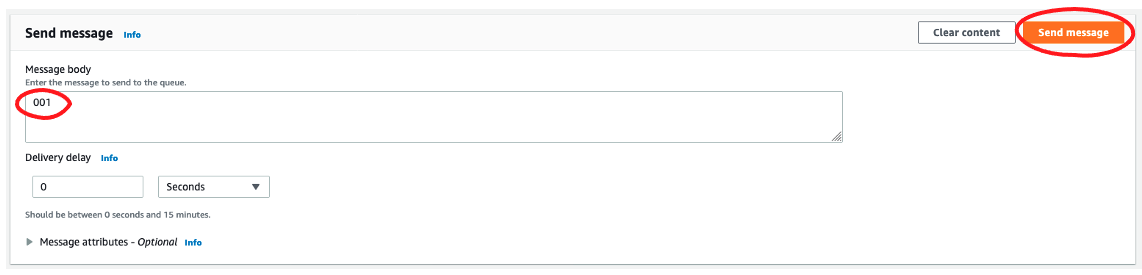 Send message Info Clear content Send message
Message body
Enter the message to send to the queue.
001
Delivery delay Info
0 Seconds
Should be between 0 seconds and 15 minutes.
Message attributes - Optional Info